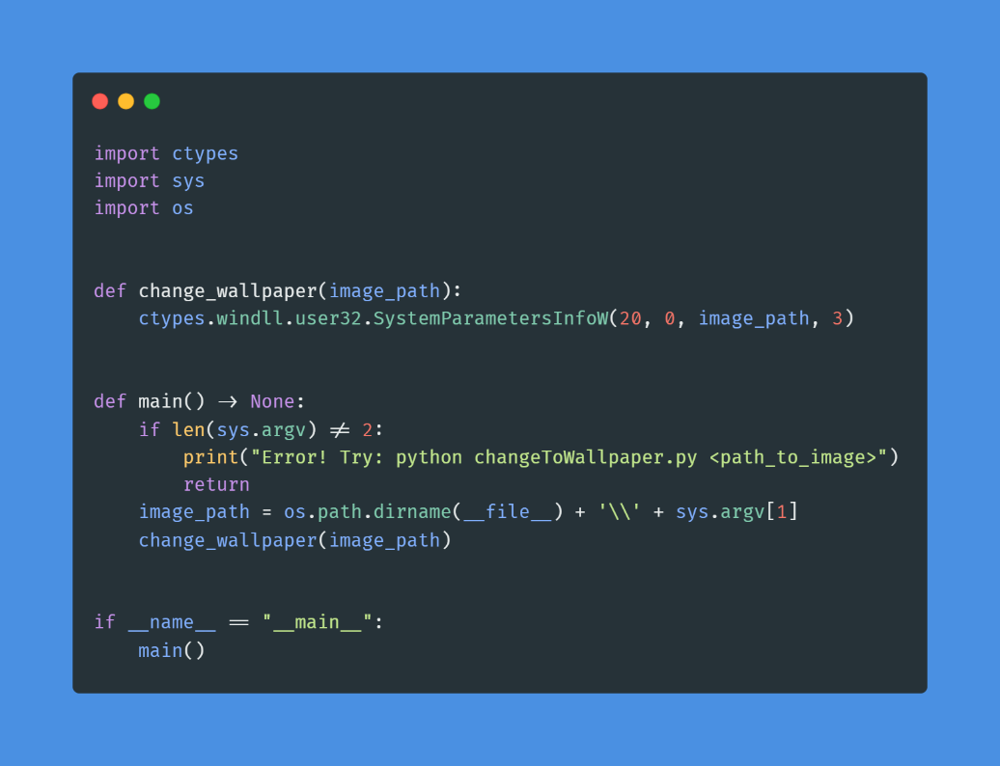 import ctypes
import sys
import os
def change_wallpaper(image_path):
    ctypes.windll.user32.SystemParametersInfoW(20, 0, image_path, 3)
def main() -> None:
    if len(sys.argv) != 2:
        print("Error! Try: python changeToWallpaper.py <path_to_image>")
        return
    image_path = os.path.dirname(__file__) + '\\' + sys.argv[1]
    change_wallpaper(image_path)
if __name__ == "__main__":
    main()